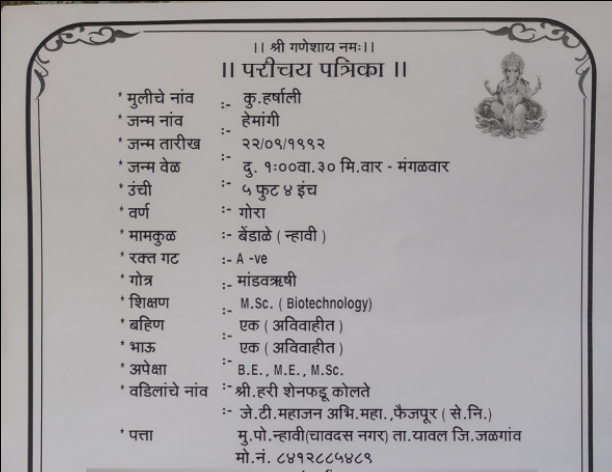 ।। श्री गणेशाय नमः।।
।। परीचय पत्रिका ।।
* मुलीचे नांव :- कु.हर्षाली
* जन्म नांव :- हेमांगी
* जन्म तारीख :- २२/०९/१९९२
* जन्म वेळ :- दु. १:००वा.३० मि.वार - मंगळवार
* उंची :- ५ फुट ४ इंच
* वर्ण :- गोरा
* मामकुळ :- बेंडाळे ( न्हावी )
* रक्त गट :- A -ve
* गोत्र :- मांडवऋषी
* शिक्षण :- M.Sc. ( Biotechnology)
* बहिण :- एक ( अविवाहीत )
* भाऊ :- एक ( अविवाहीत )
* अपेक्षा :- B.E., M.E., M.Sc.
* वडिलांचे नांव :- श्री.हरी शेनफडू कोलते
:- जे.टी.महाजन अभि.महा.,फैजपूर ( से.नि.)
* पत्ता मु.पो.न्हावी(चावदस नगर) ता.यावल जि.जळगांव
मो.नं. ८४१२८८५४८९